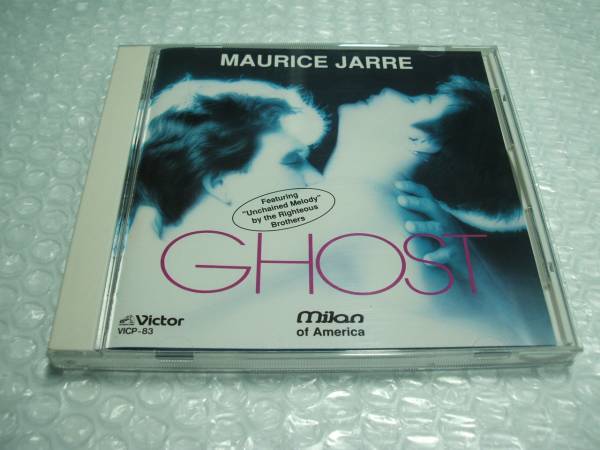 MAURICE JARRE
Featuring
"Unchained Melody"
by the Righteous
Brothers
GHOST
Victor
VICP-83
milan
of America